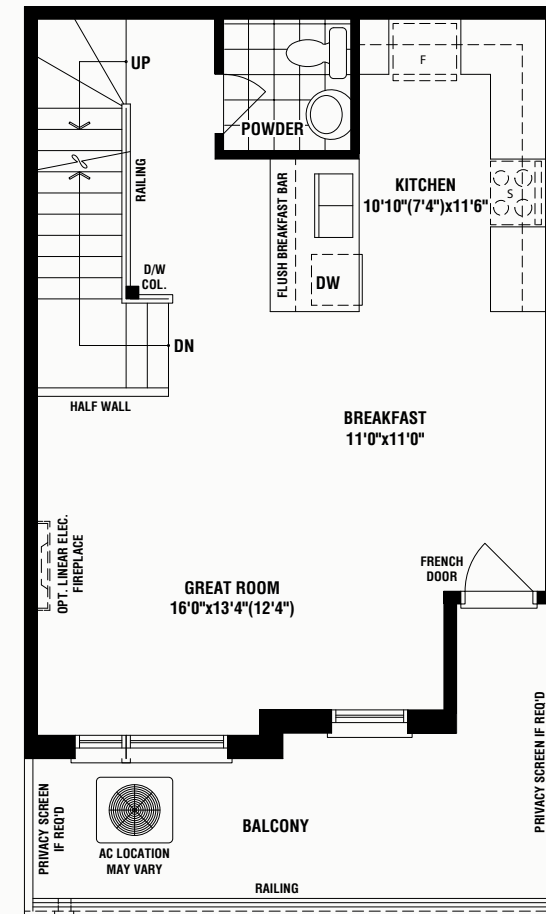 UP
F
POWDER
RAILING
FLUSH BREAKFAST BAR
KITCHEN
10'10"(7'4")x11'6"
S
D/W
COL.
DW
DN
HALF WALL
BREAKFAST
11'0"x11'0"
OPT. LINEAR ELEC.
FIREPLACE
FRENCH
DOOR
GREAT ROOM
16'0"x13'4"(12'4")
PRIVACY SCREEN
IF REQ'D
PRIVACY SCREEN IF REQ'D
BALCONY
AC LOCATION
MAY VARY
RAILING